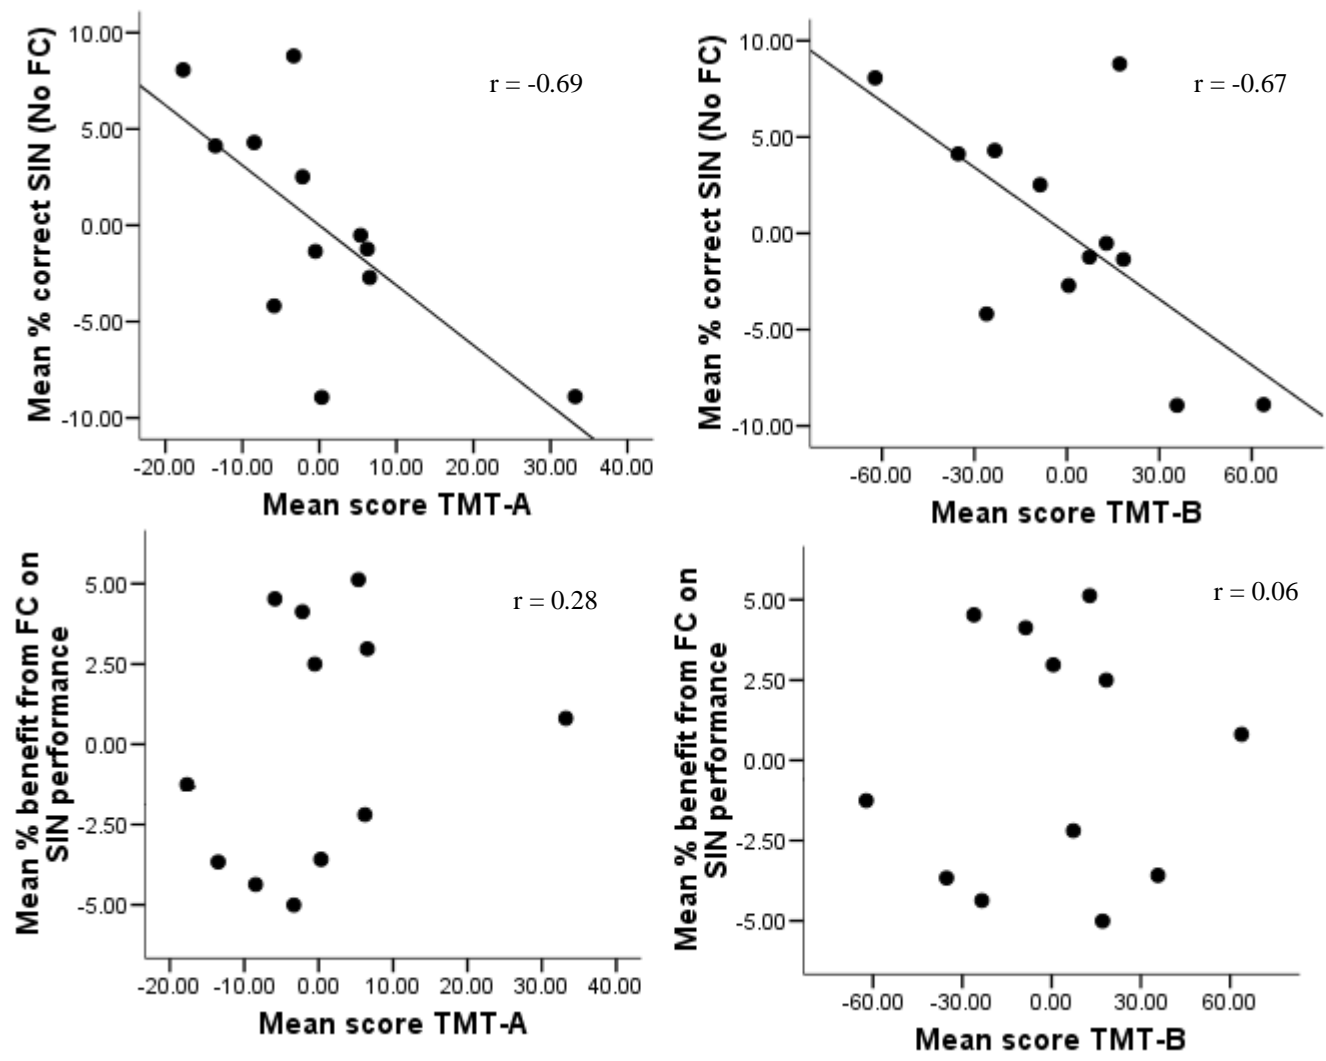 Mean % correct SIN (No FC)
10.00
5.00
0.00
-5.00
-10.00
r = -0.69
-20.00 -10.00 0.00 10.00 20.00 30.00 40.00
Mean score TMT-A
Mean % correct SIN (No FC)
10.00
5.00
0.00
-5.00
-10.00
r = -0.67
-60.00 -30.00 0.00 30.00 60.00
Mean score TMT-B
Mean % benefit from FC on
SIN performance
5.00
2.50
0.00
-2.50
-5.00
r = 0.28
-20.00 -10.00 0.00 10.00 20.00 30.00 40.00
Mean score TMT-A
Mean % benefit from FC on
SIN performance
5.00
2.50
0.00
-2.50
-5.00
r = 0.06
-60.00 -30.00 0.00 30.00 60.00
Mean score TMT-B